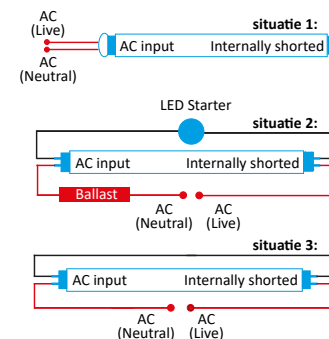 situatie 1:
AC
(Live)
AC input Internally shorted
AC
(Neutral)
LED Starter
situatie 2:
AC input Internally shorted
Ballast
AC
(Neutral)
AC
(Live)
situatie 3:
AC input Internally shorted
AC
(Neutral)
AC
(Live)